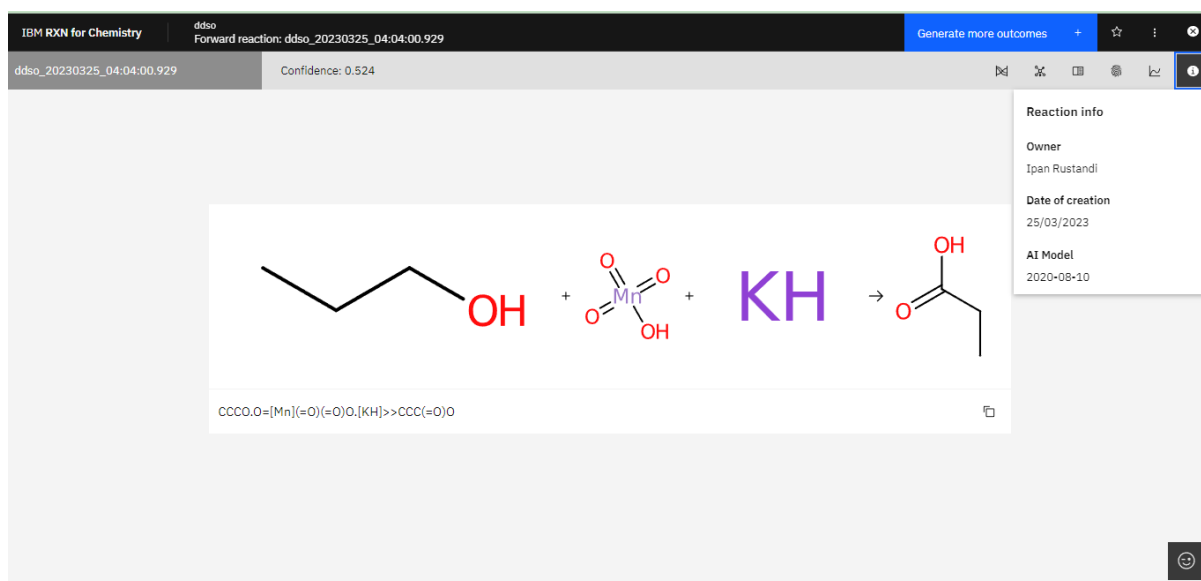 IBM RXN for Chemistry
ddso
Forward reaction: ddso_20230325_04:04:00.929
Generate more outcomes +
ddso_20230325_04:04:00.929
Confidence: 0.524
Reaction info
Owner
Ipan Rustandi
Date of creation
25/03/2023
AI Model
2020-08-10
OH
+
O
O
O
Mn
OH
+
KH
→
OH
O
CCCO.O=[Mn](=O)(=O)O.[KH]>>CCC(=O)O